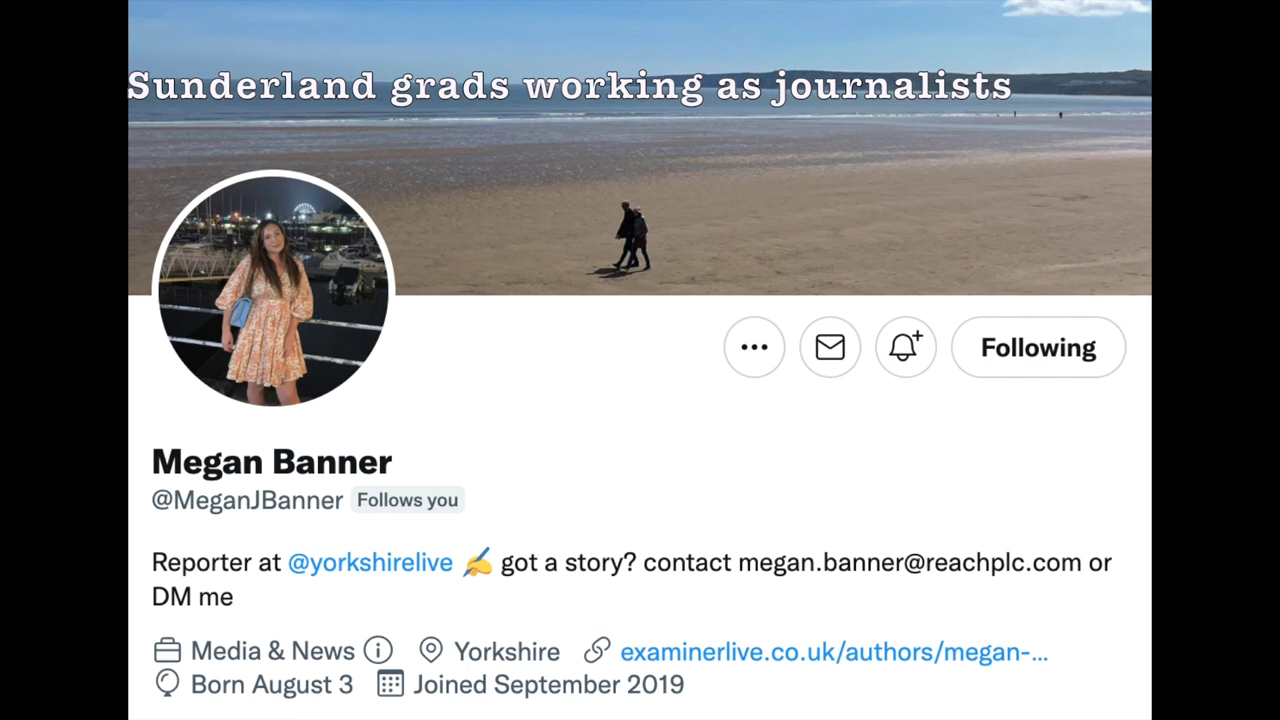 Sunderland grads working as journalists
Following
Megan Banner
@MeganJBanner Follows you
Reporter at @yorkshirelive ✍️ got a story? contact megan.banner@reachplc.com or
DM me
Media & News Yorkshire examinerlive.co.uk/authors/megan-...
Born August 3 Joined September 2019